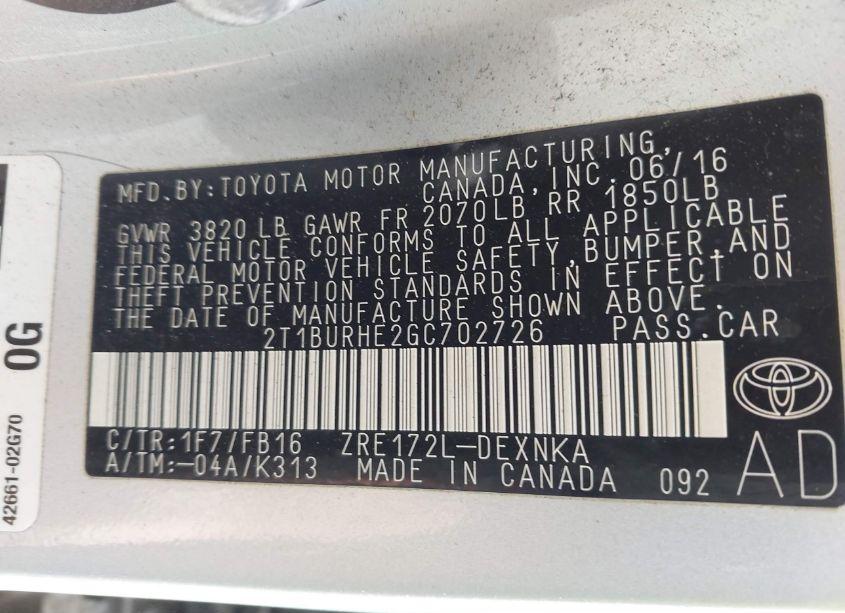 MFD.BY:TOYOTA MOTOR MANUFACTURING,
CANADA,INC. 06/16
GVWR 3820 LB GAWR FR 2070LB RR 1850LB
THIS VEHICLE CONFORMS TO ALL APPLICABLE
FEDERAL MOTOR VEHICLE SAFETY,BUMPER,AND
THEFT PREVENTION STANDARDS IN EFFECT ON
THE DATE OF MANUFACTURE SHOWN ABOVE.
2T1BURHE2GC702726 PASS.CAR
C/TR:1F7/FB16 ZRE172L-DEXNKA
A/TM:-04A/K313 MADE IN CANADA 092 AD
0G
42661-02G70